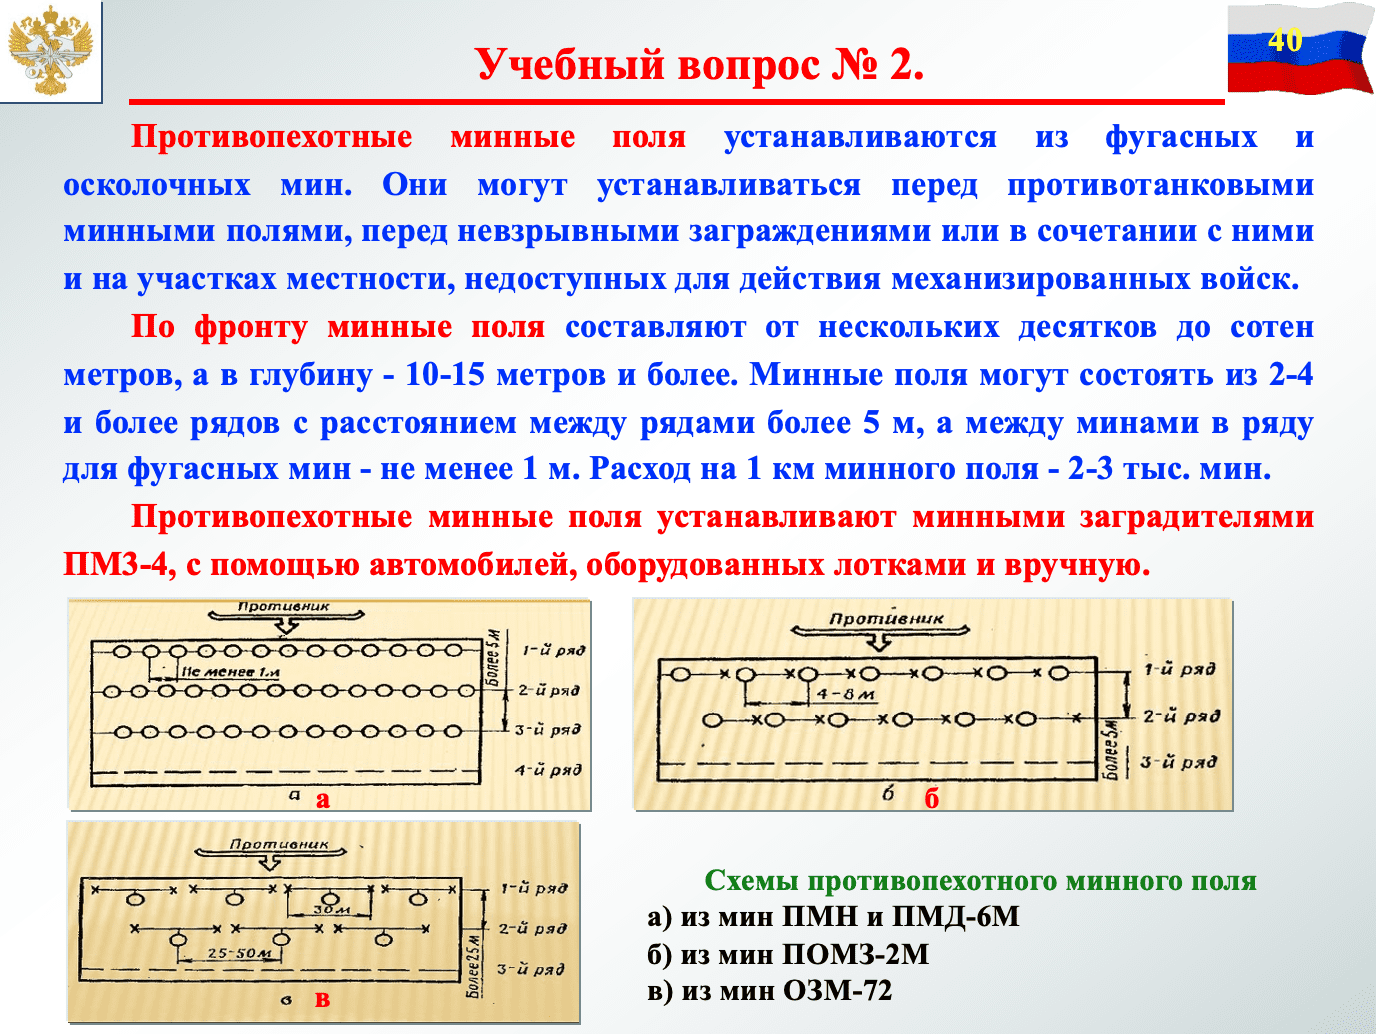 40
Учебный вопрос № 2.
Противопехотные минные поля устанавливаются из фугасных и
осколочных мин. Они могут устанавливаться перед противотанковыми
минными полями, перед невзрывными заграждениями или в сочетании с ними
и на участках местности, недоступных для действия механизированных войск.
По фронту минные поля составляют от нескольких десятков до сотен
метров, а в глубину - 10-15 метров и более. Минные поля могут состоять из 2-4
и более рядов с расстоянием между рядами более 5 м, а между минами в ряду
для фугасных мин - не менее 1 м. Расход на 1 км минного поля - 2-3 тыс. мин.
Противопехотные минные поля устанавливают минными заградителями
ПМЗ-4, с помощью автомобилей, оборудованных лотками и вручную.
Противник
Более 5м
1-й ряд
Не менее 1м
2-й ряд
3-й ряд
4-й ряд
а
а
Противник
1-й ряд
4-8м
2-й ряд
Более 5м
3-й ряд
б
б
Противник
1-й ряд
30м
2-й ряд
25-50м
Более 25м
3-й ряд
в
в
Схемы противопехотного минного поля
а) из мин ПМН и ПМД-6М
б) из мин ПОМЗ-2М
в) из мин ОЗМ-72